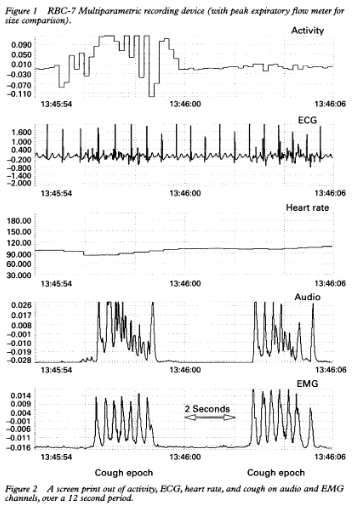 Figure 1 RBC-7 Multiparametric recording device (with peak expiratory flow meter for
size comparison).
Activity
0.090
0.050
0.010
-0.030
-0.070
-0.110
13:45:54 13:46:00 13:46:06
ECG
1.600
1.000
0.400
-0.200
-0.800
-1.400
-2.000
13:45:54 13:46:00 13:46:06
Heart rate
180.00
150.00
120.00
90.000
60.000
30.000
13:45:54 13:46:00 13:46:06
Audio
0.026
0.017
0.008
-0.001
-0.010
-0.019
-0.028
13:45:54 13:46:00 13:46:06
EMG
0.014
0.009
0.004
-0.001
-0.006
-0.011
-0.016
2 Seconds
13:45:54 13:46:00 13:46:06
Cough epoch Cough epoch
Figure 2 A screen print out of activity, ECG, heart rate, and cough on audio and EMG
channels, over a 12 second period.